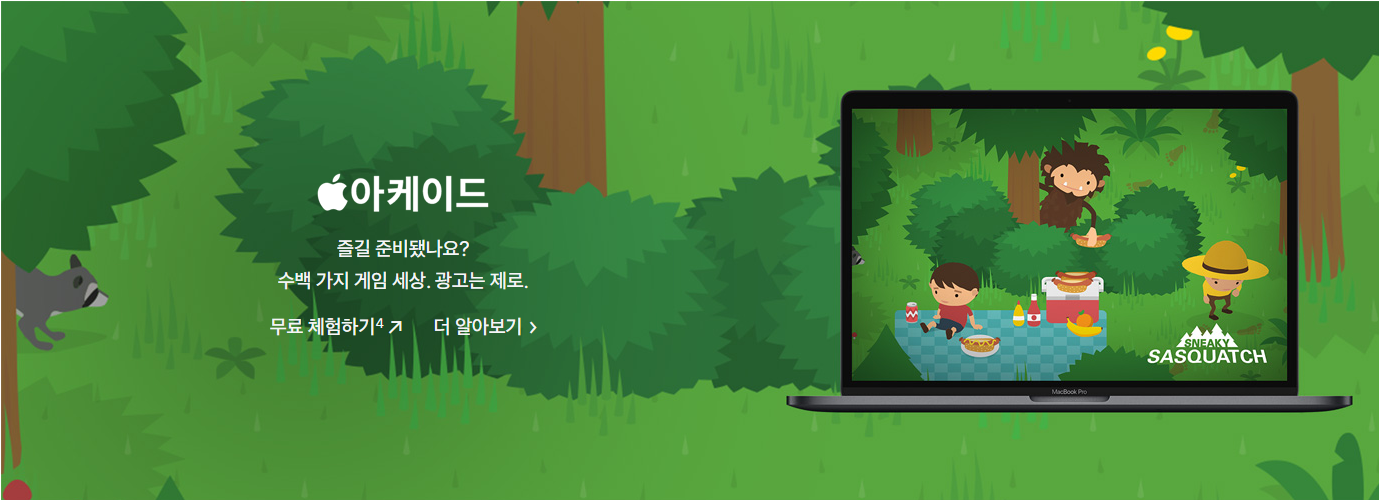 아케이드
즐길 준비됐나요?
수백 가지 게임 세상. 광고는 제로.
무료 체험하기⁴ ↗ 더 알아보기 >
SNEAKY
SASQUATCH
MacBook Pro